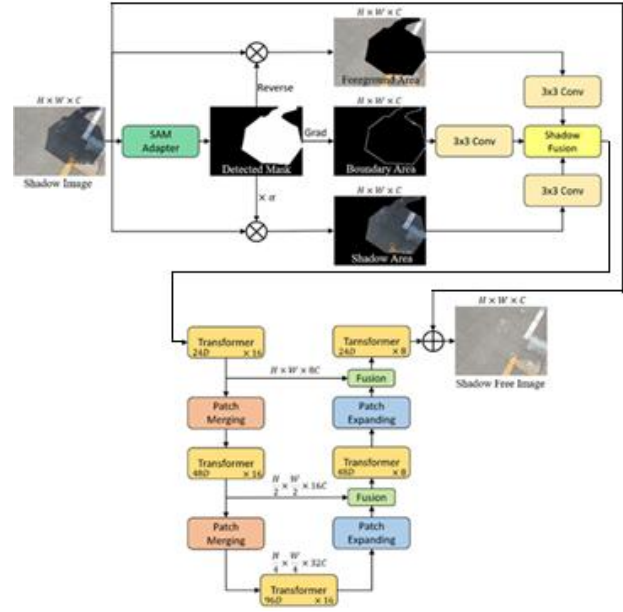 H × W × C
Foreground Area
3x3 Conv
Reverse
H × W × C
Shadow Image
SAM
Adapter
Detected Mask
Grad
H × W × C
Boundary Area
3x3 Conv
Shadow
Fusion
× α
H × W × C
Shadow Area
3x3 Conv
Transformer
24D × 16
Tarnsformer
24D × 8
H × W × C
Shadow Free Image
H × W × 8C
Fusion
Patch
Merging
Patch
Expanding
Transformer
48D × 16
Transformer
48D × 8
H/2 × W/2 × 16C
Fusion
Patch
Merging
Patch
Expanding
H/4 × W/4 × 32C
Transformer
96D × 16